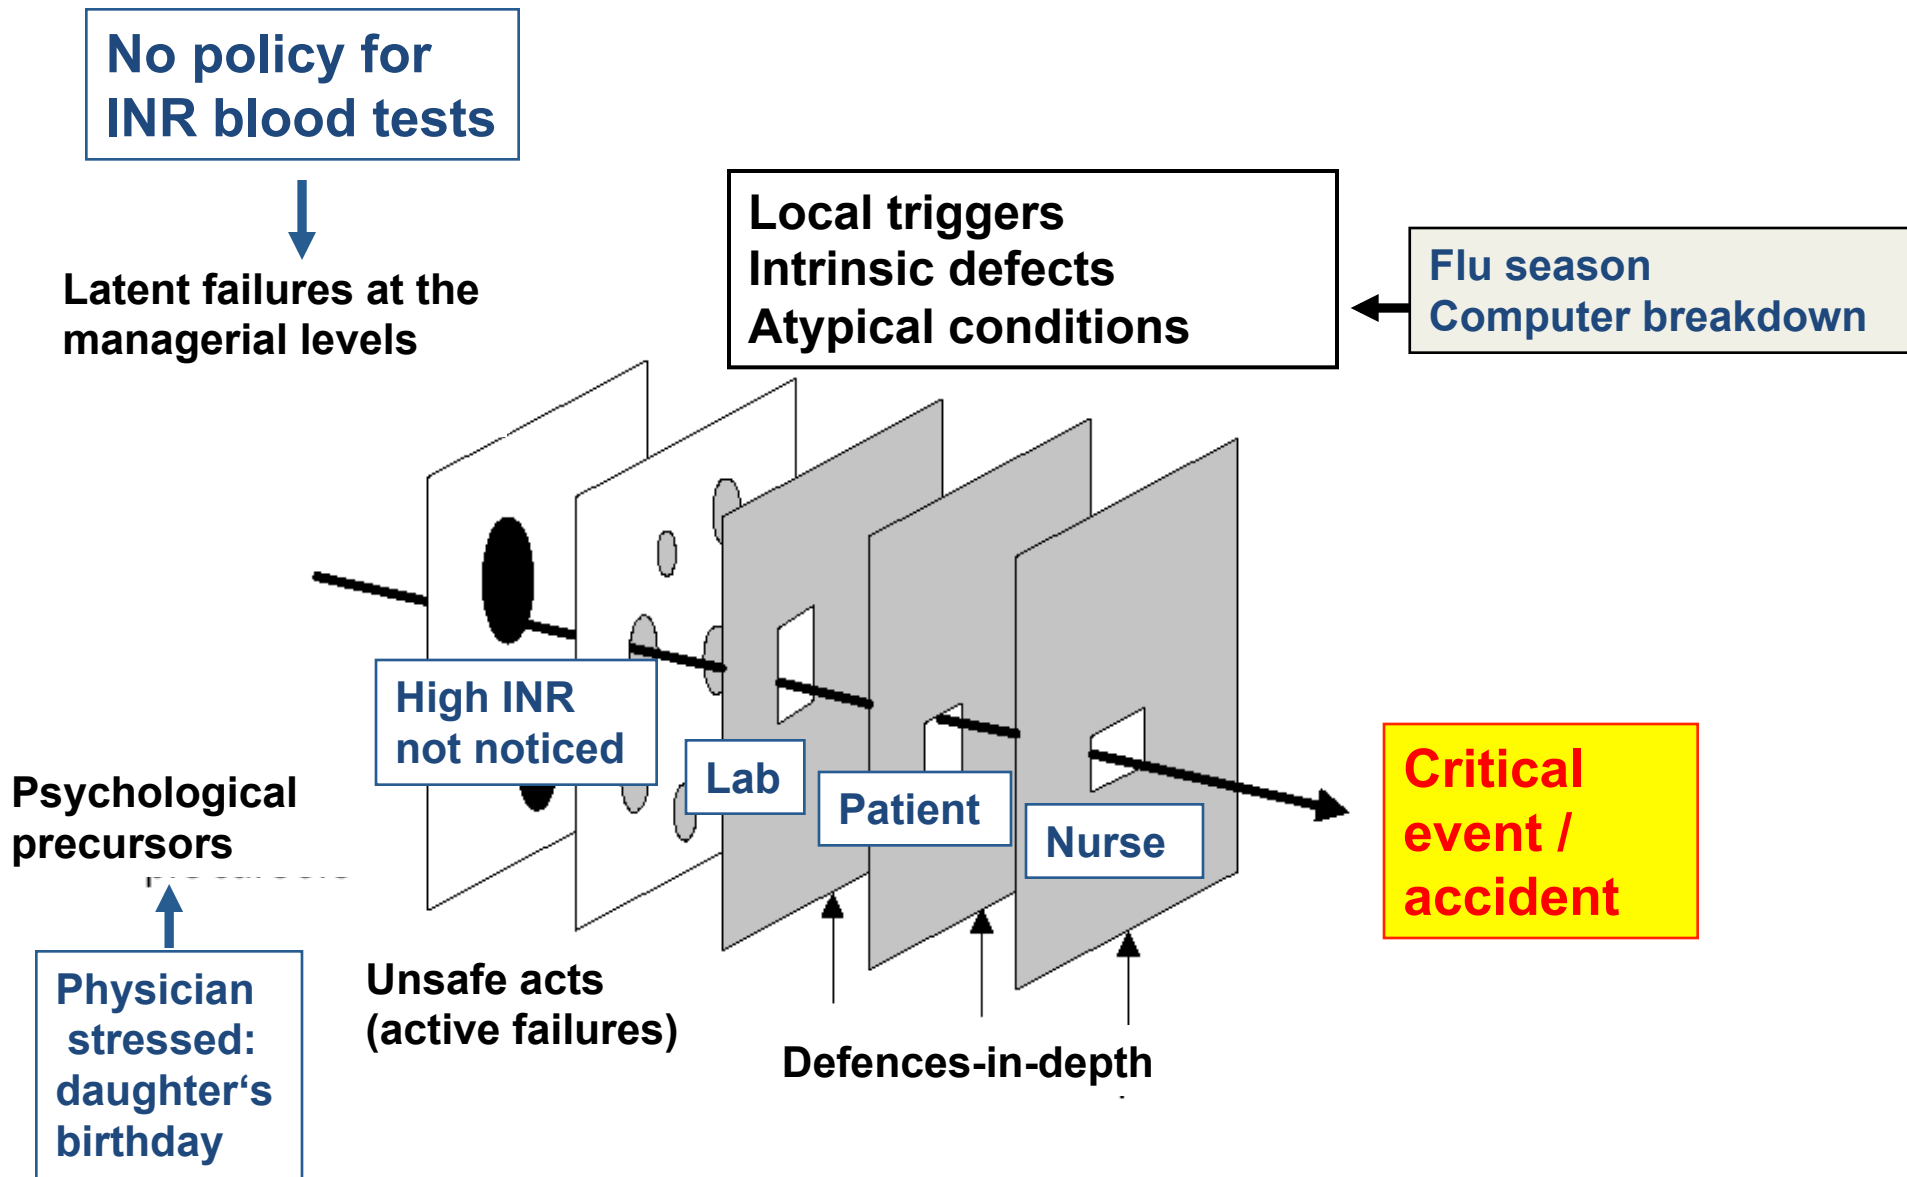 No policy for
INR blood tests
Latent failures at the
managerial levels
Local triggers
Intrinsic defects
Atypical conditions
Flu season
Computer breakdown
High INR
not noticed
Lab
Patient
Nurse
Critical
event /
accident
Psychological
precursors
Physician
stressed:
daughter‘s
birthday
Unsafe acts
(active failures)
Defences-in-depth